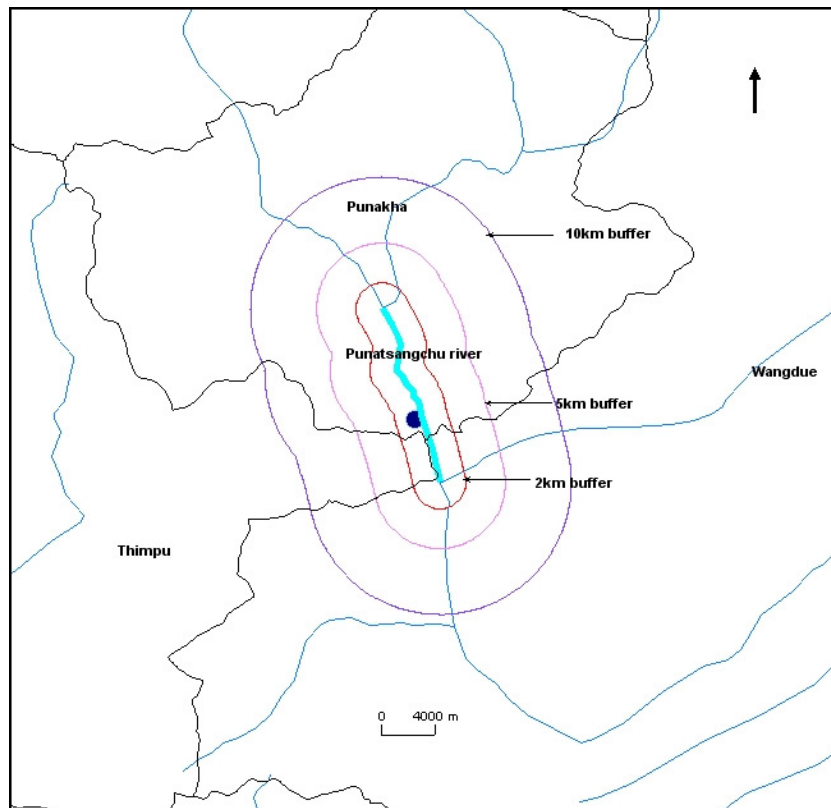 Punakha
10km buffer
Punatsangchu river
Wangdue
5km buffer
2km buffer
Thimpu
0 4000 m